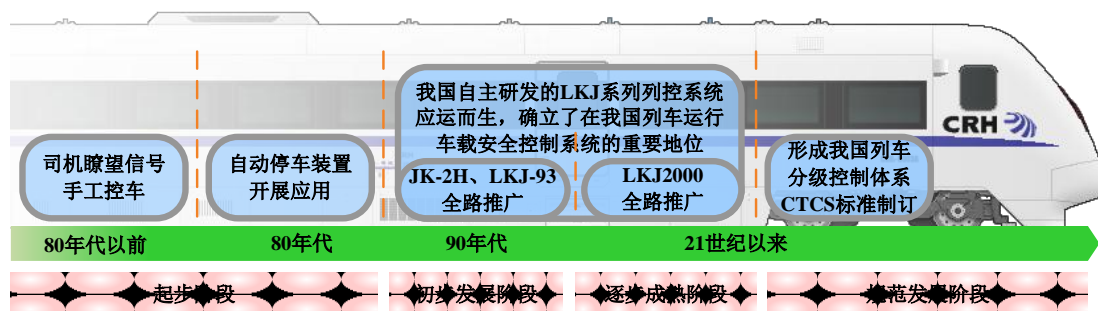 我国自主研发的LKJ系列列控系统
应运而生，确立了在我国列车运行
车载安全控制系统的重要地位
司机瞭望信号
手工控车
自动停车装置
开展应用
JK-2H、LKJ-93
全路推广
LKJ2000
全路推广
形成我国列车
分级控制体系
CTCS标准制订
CRH
80年代以前
80年代
90年代
21世纪以来
起步阶段
初步发展阶段
逐步成熟阶段
规范发展阶段